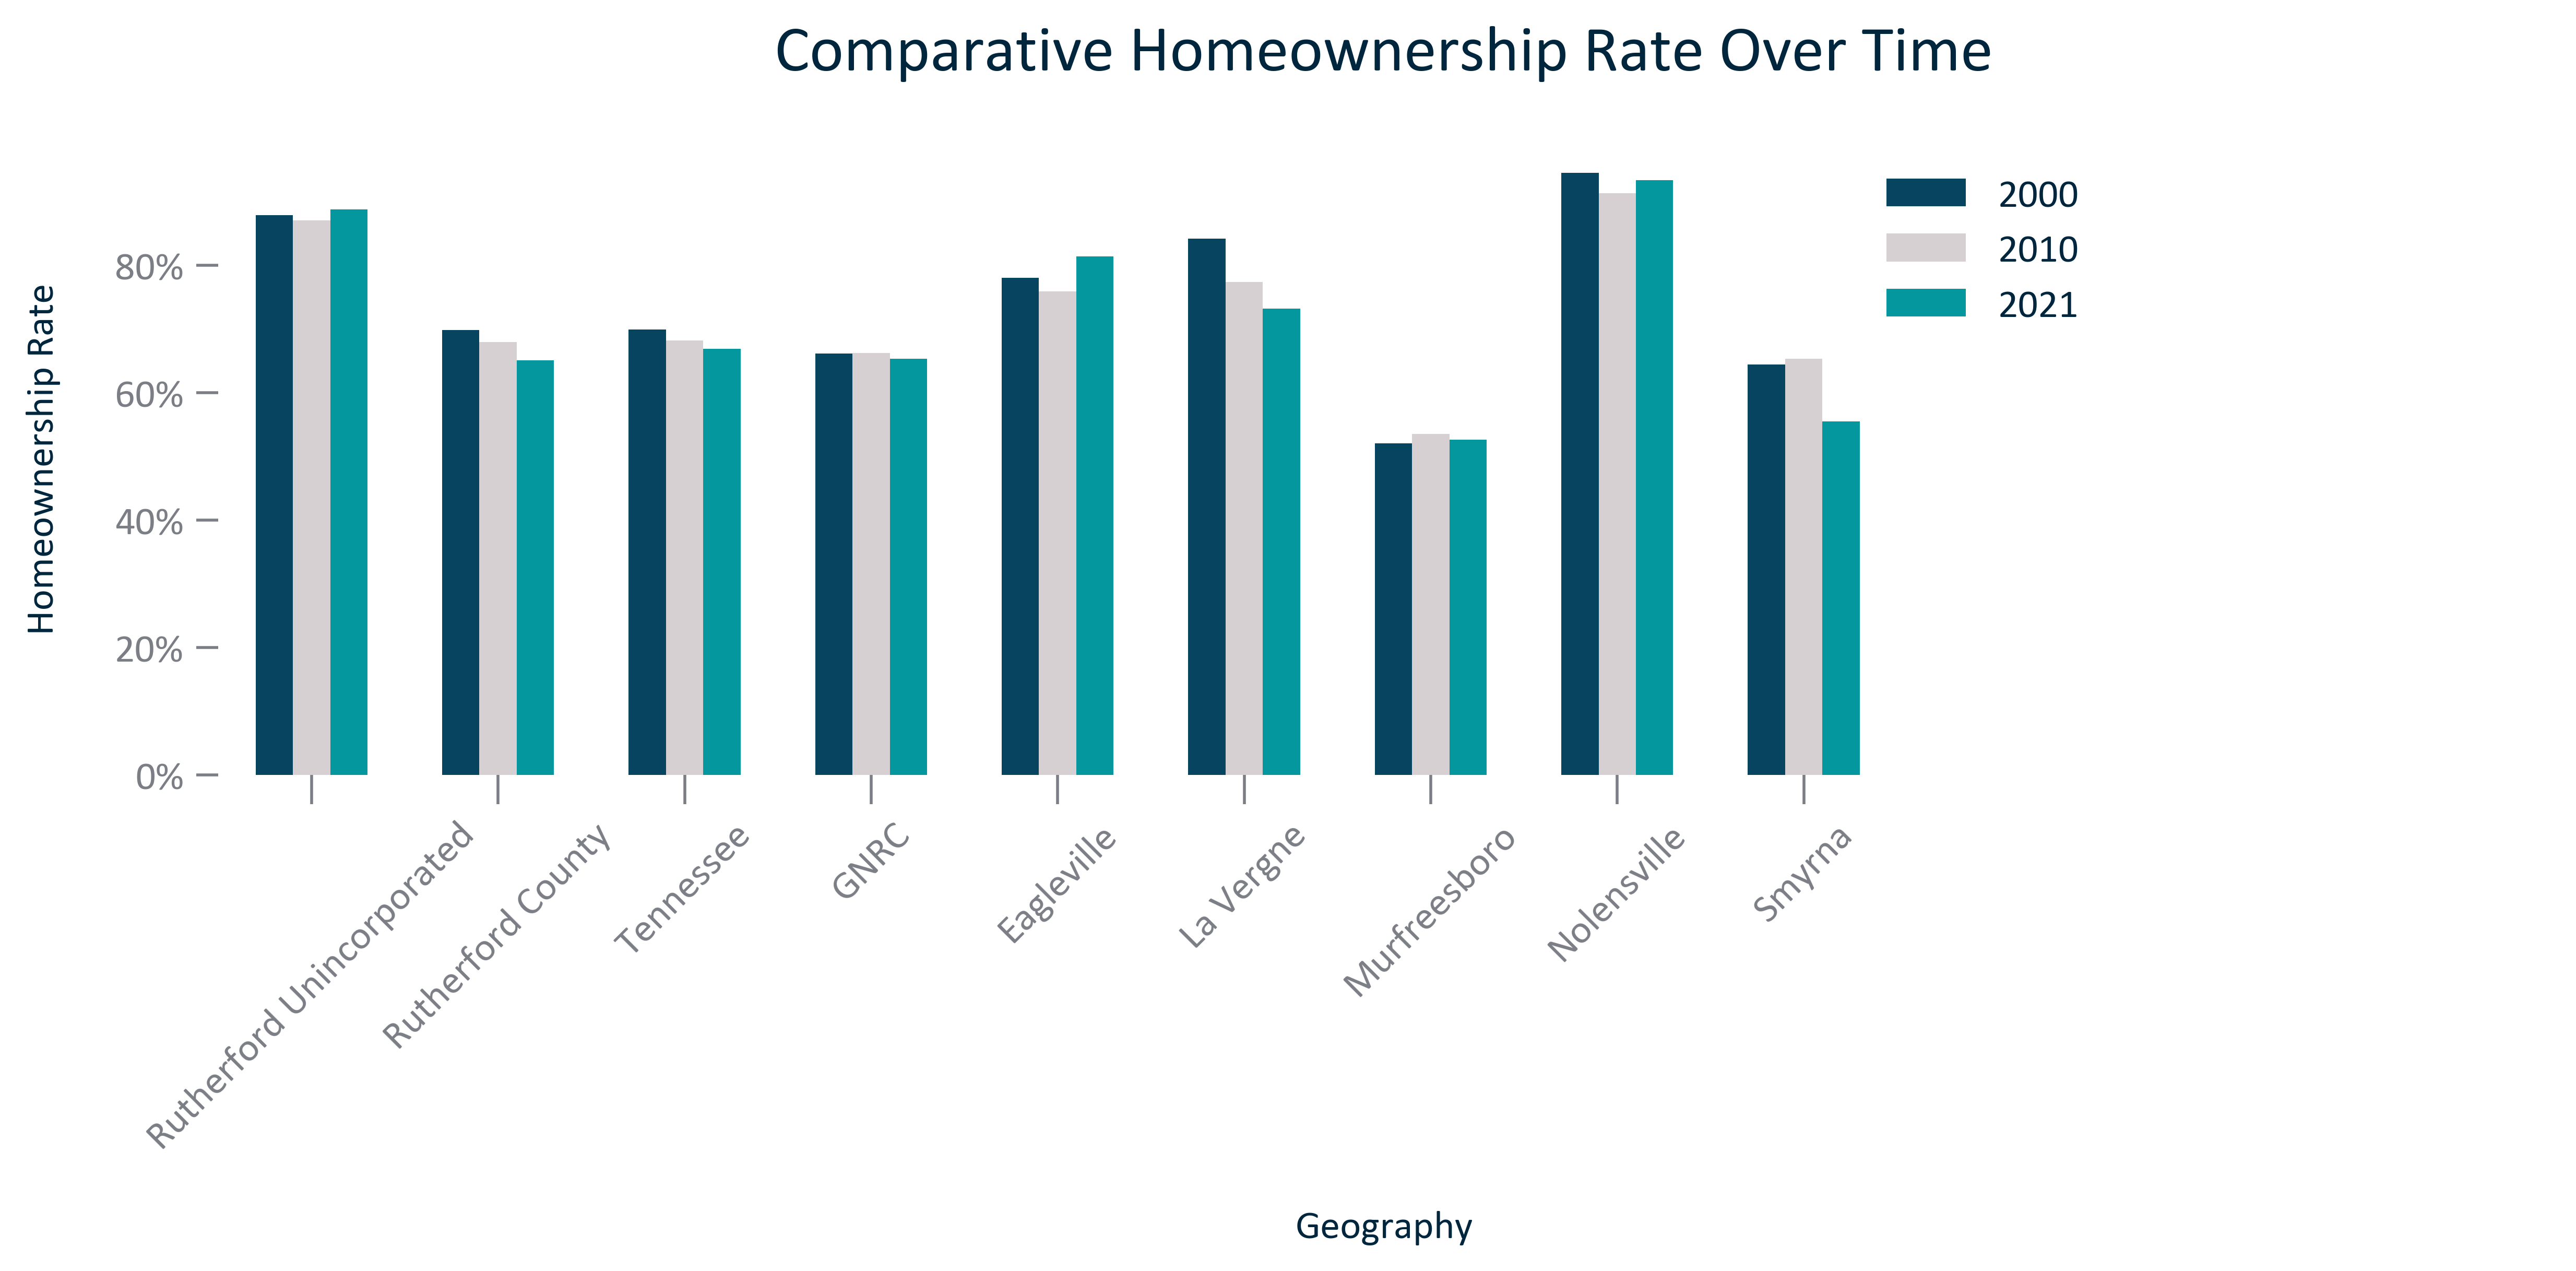 Comparative Homeownership Rate Over Time
2000
2010
2021
Homeownership Rate
80%
60%
40%
20%
0%
Rutherford Unincorporated
Rutherford County
Tennessee
GNRC
Eagleville
La Vergne
Murfreesboro
Nolensville
Smyrna
Geography